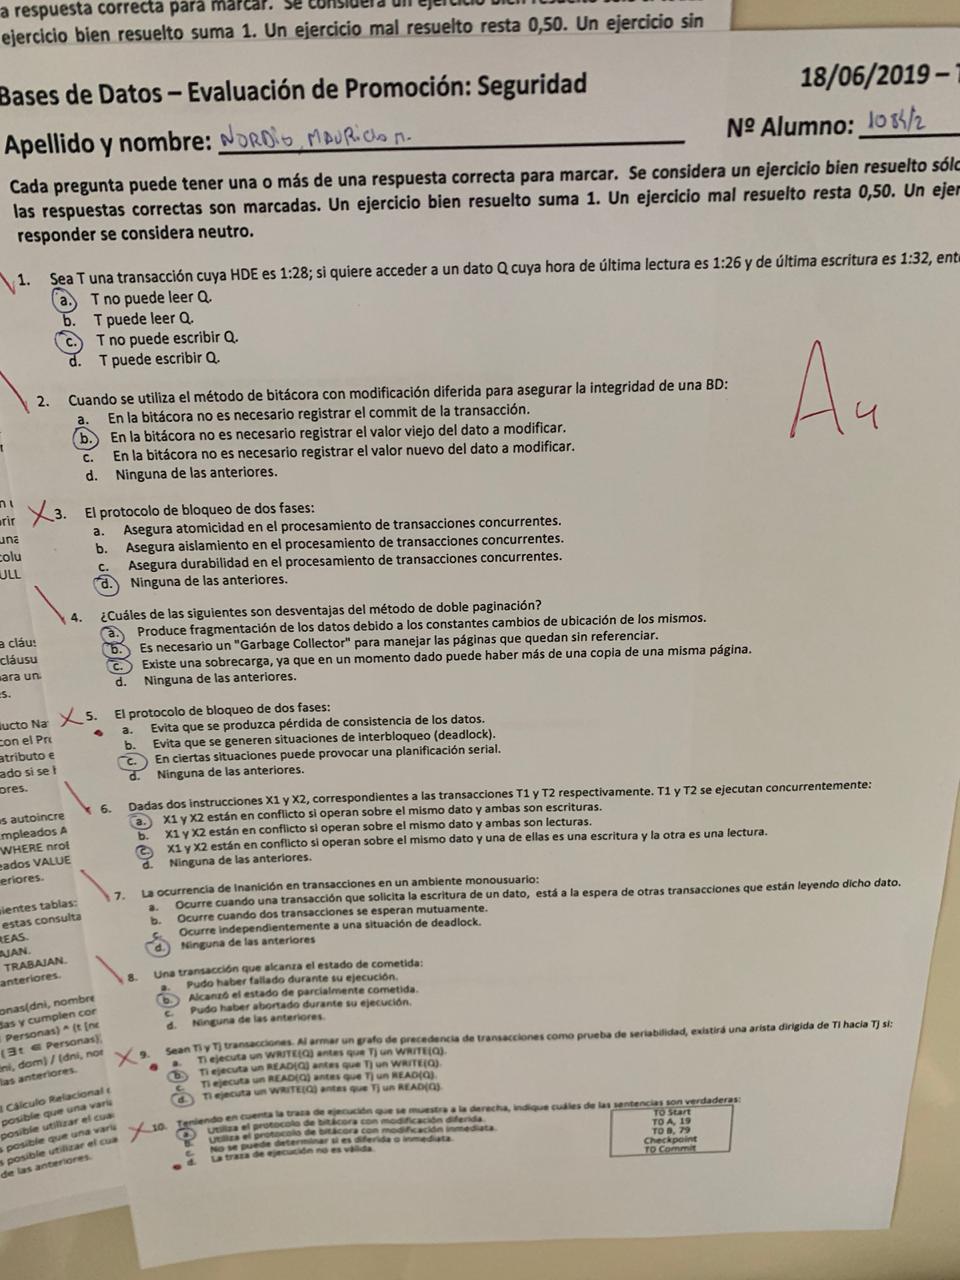 a respuesta correcta para marcar. Se considera un ejercicio bien
ejercicio bien resuelto suma 1. Un ejercicio mal resuelto resta 0,50. Un ejercicio sin
Bases de Datos – Evaluación de Promoción: Seguridad 18/06/2019 –
Apellido y nombre: NORDIO, MAURICIO N. Nº Alumno:
Cada pregunta puede tener una o más de una respuesta correcta para marcar. Se considera un ejercicio bien resuelto sólo
las respuestas correctas son marcadas. Un ejercicio bien resuelto suma 1. Un ejercicio mal resuelto resta 0,50. Un ejer
responder se considera neutro.
1. Sea T una transacción cuya HDE es 1:28; si quiere acceder a un dato Q cuya hora de última lectura es 1:26 y de última escritura es 1:32, ent
a. T no puede leer Q.
b. T puede leer Q.
c. T no puede escribir Q.
d. T puede escribir Q.
2. Cuando se utiliza el método de bitácora con modificación diferida para asegurar la integridad de una BD:
a. En la bitácora no es necesario registrar el commit de la transacción.
b. En la bitácora no es necesario registrar el valor viejo del dato a modificar.
c. En la bitácora no es necesario registrar el valor nuevo del dato a modificar.
d. Ninguna de las anteriores.
A4
3. El protocolo de bloqueo de dos fases:
a. Asegura atomicidad en el procesamiento de transacciones concurrentes.
b. Asegura aislamiento en el procesamiento de transacciones concurrentes.
c. Asegura durabilidad en el procesamiento de transacciones concurrentes.
d. Ninguna de las anteriores.
4. ¿Cuáles de las siguientes son desventajas del método de doble paginación?
a. Produce fragmentación de los datos debido a los constantes cambios de ubicación de los mismos.
b. Es necesario un "Garbage Collector" para manejar las páginas que quedan sin referenciar.
c. Existe una sobrecarga, ya que en un momento dado puede haber más de una copia de una misma página.
d. Ninguna de las anteriores.
5. El protocolo de bloqueo de dos fases:
a. Evita que se produzca pérdida de consistencia de los datos.
b. Evita que se generen situaciones de interbloqueo (deadlock).
c. En ciertas situaciones puede provocar una planificación serial.
d. Ninguna de las anteriores.
6. Dadas dos instrucciones X1 y X2, correspondientes a las transacciones T1 y T2 respectivamente. T1 y T2 se ejecutan concurrentemente:
a. X1 y X2 están en conflicto si operan sobre el mismo dato y ambas son escrituras.
b. X1 y X2 están en conflicto si operan sobre el mismo dato y ambas son lecturas.
c. X1 y X2 están en conflicto si operan sobre el mismo dato y una de ellas es una escritura y la otra es una lectura.
d. Ninguna de las anteriores.
7. La ocurrencia de Inanición en transacciones en un ambiente monousuario:
a. Ocurre cuando una transacción que solicita la escritura de un dato, está a la espera de otras transacciones que están leyendo dicho dato.
b. Ocurre cuando dos transacciones se esperan mutuamente.
c. Ocurre independientemente a una situación de deadlock.
d. Ninguna de las anteriores
8. Una transacción que alcanza el estado de cometida:
a. Pudo haber fallado durante su ejecución.
b. Alcanzó el estado de parcialmente cometida.
c. Pudo haber abortado durante su ejecución.
d. Ninguna de las anteriores.
9. Sean Ti y Tj transacciones. Al armar un grafo de precedencia de transacciones como prueba de seriabilidad, existirá una arista dirigida de Ti hacia Tj si:
a. Ti ejecuta un WRITE(Q) antes que Tj un WRITE(Q).
b. Ti ejecuta un READ(Q) antes que Tj un WRITE(Q).
c. Ti ejecuta un READ(Q) antes que Tj un READ(Q).
d. Ti ejecuta un WRITE(Q) antes que Tj un READ(Q).
10. Teniendo en cuenta la traza de ejecución que se muestra a la derecha, indique cuáles de las sentencias son verdaderas:
a. Utiliza el protocolo de bitácora con modificación diferida.
b. Utiliza el protocolo de bitácora con modificación inmediata.
c. No se puede determinar si es diferida o inmediata.
d. La traza de ejecución no es válida.
T0 Start
T0 A, 19
T0 B, 79
Checkpoint
T0 Commit
rir
una
colu
ULL
a cláus
cláusu
ara un
s.
ucto Na
con el Pro
atributo e
ado si se
ores.
s autoincre
mpleados A
WHERE nro
eados VALUE
eriores.
ientes tablas:
estas consulta
REAS.
AJAN.
TRABAJAN.
anteriores.
onas(dni, nombre
das y cumplen con
Personas) ^ (t
(∃t ∈ Personas)
ni, dom) / (dni, no
las anteriores.
l Cálculo Relacional
posible que una vari
posible utilizar el cua
s posible que una vari
s posible utilizar el cua
de las anteriores.